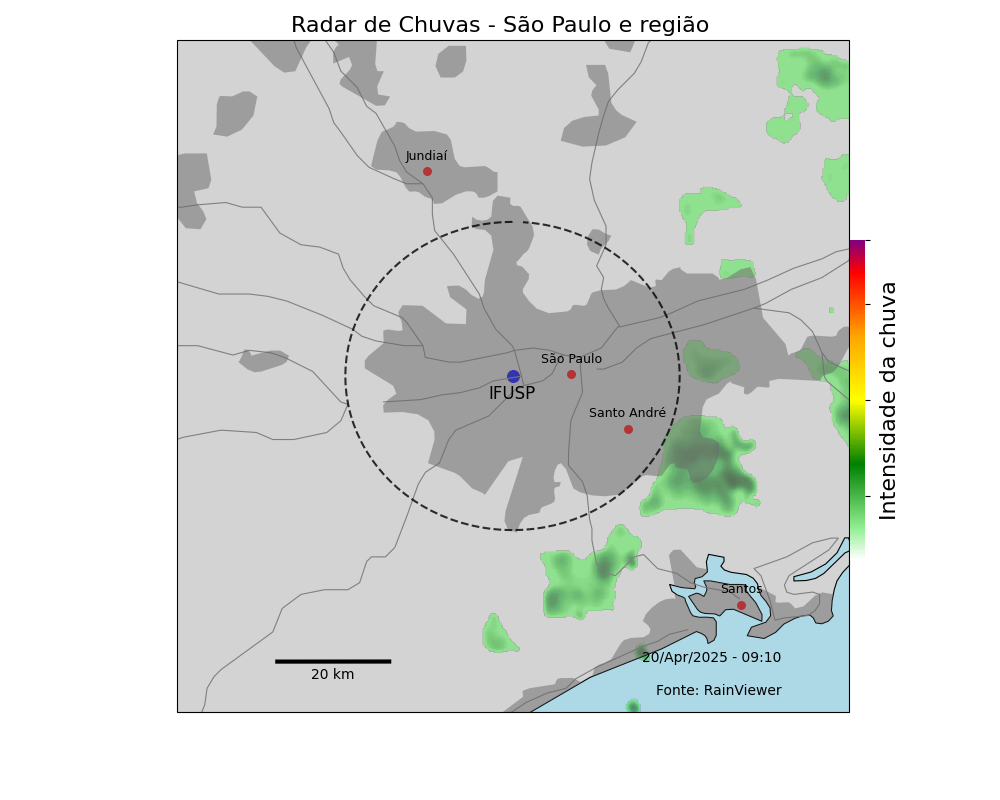 Radar de Chuvas - São Paulo e região
Jundiaí
São Paulo
IFUSP
Santo André
Intensidade da chuva
Santos
20/Apr/2025 - 09:10
20 km
Fonte: RainViewer